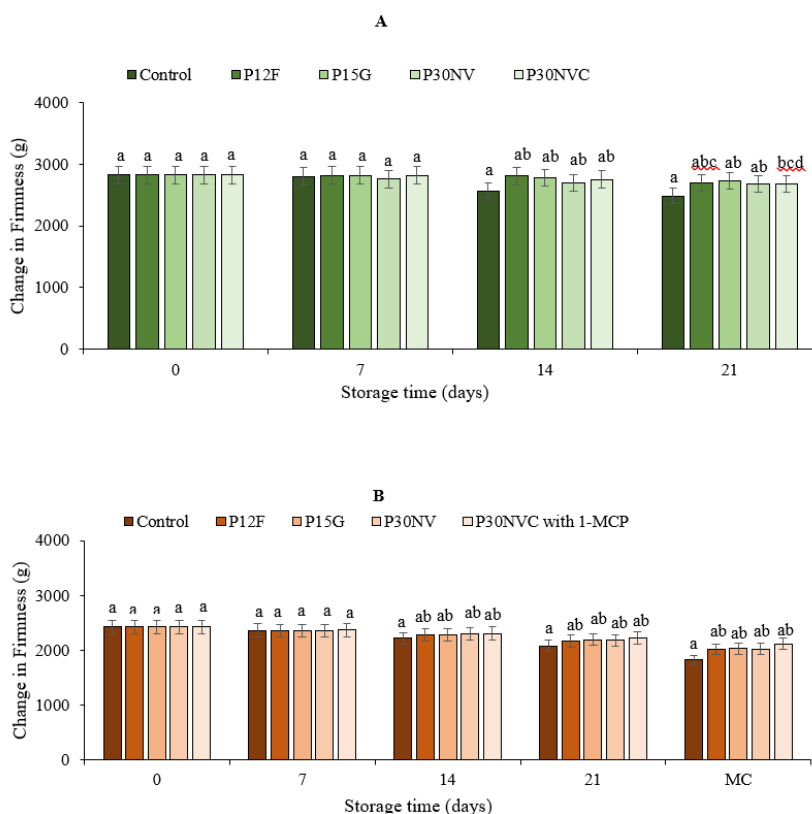 A
Control P12F P15G P30NV P30NVC
4000
3000
2000
1000
0
Change in Firmness (g)
a a a a a
a a a a a
a ab ab ab ab
a abc ab ab bcd
0 7 14 21
Storage time (days)
B
Control P12F P15G P30NV P30NVC with 1-MCP
4000
3000
2000
1000
0
Change in Firmness (g)
a a a a a
a a a a a
a ab ab ab ab
a ab ab ab ab
a ab ab ab ab
0 7 14 21 MC
Storage time (days)